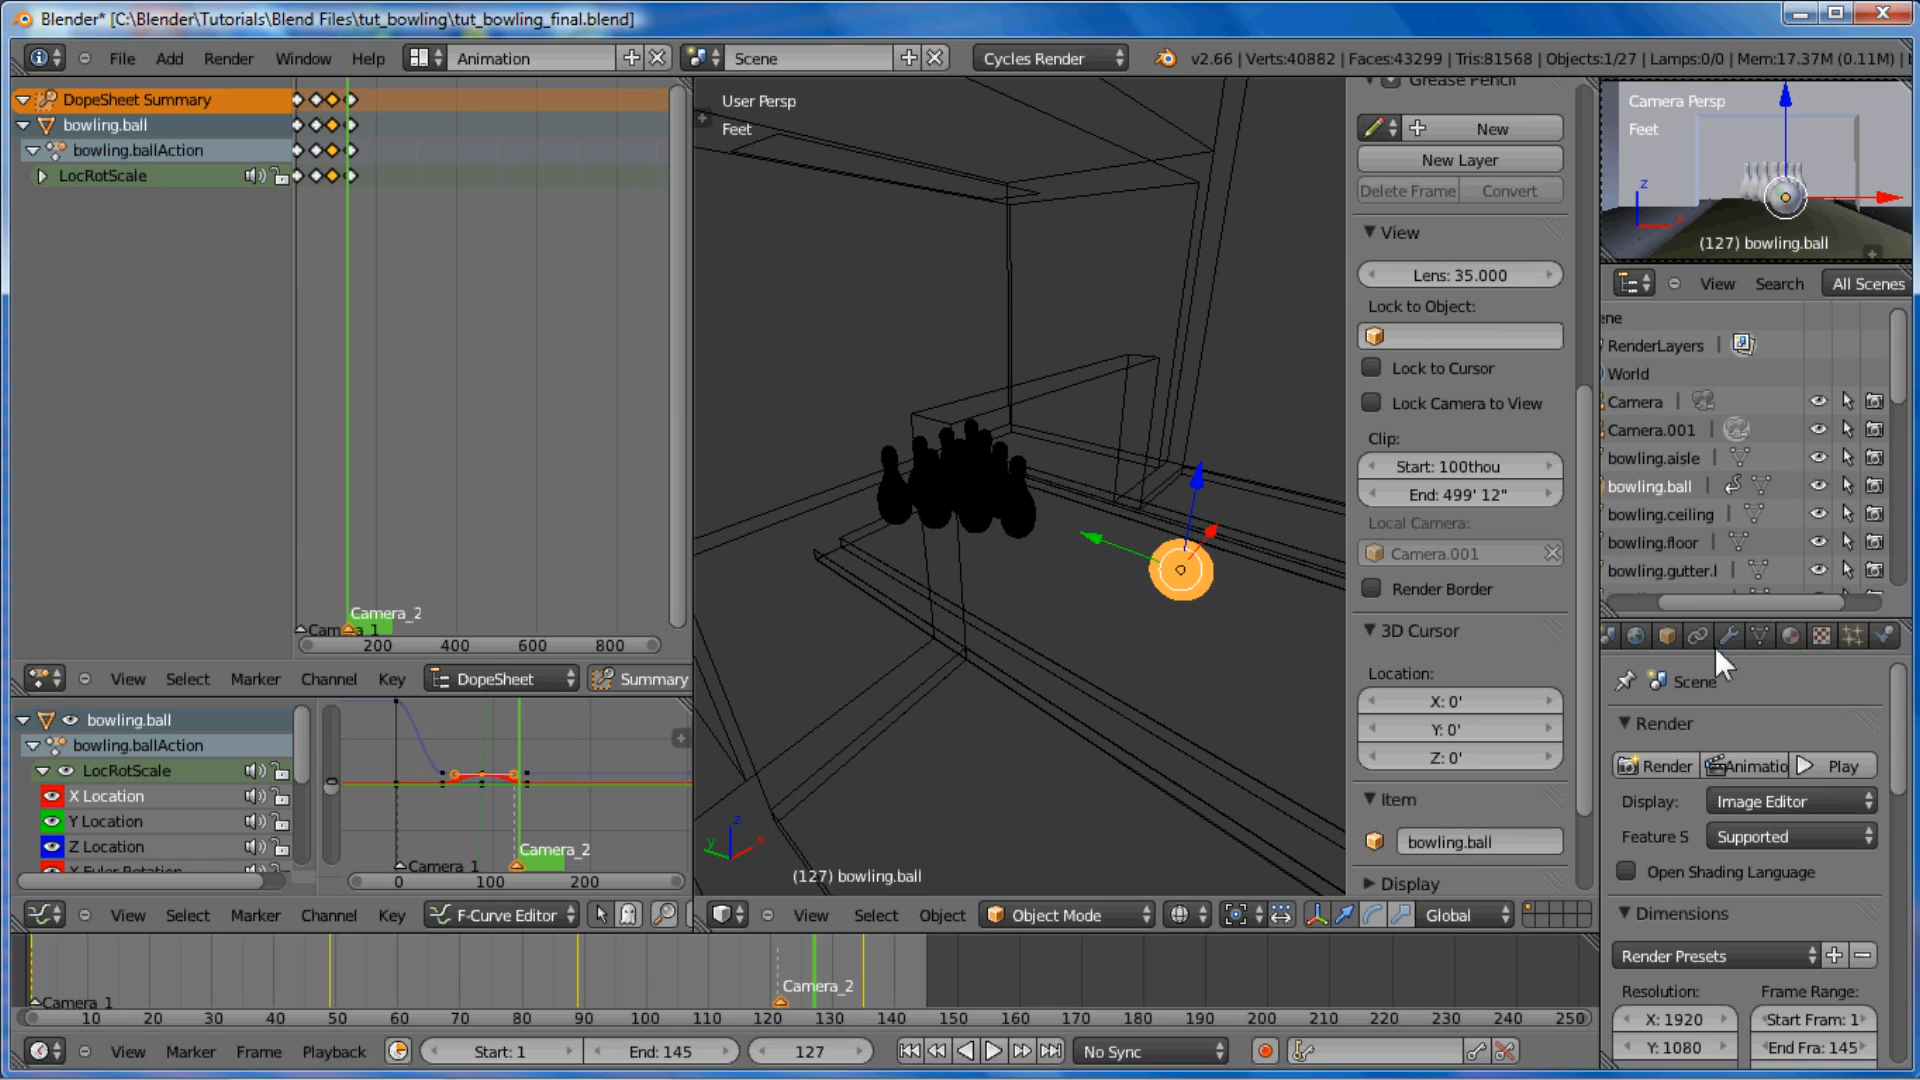 Blender* [C:\Blender\Tutorials\Blend Files\tut_bowling\tut_bowling_final.blend]
File Add Render Window Help Animation Scene Cycles Render v2.66 | Verts:40882 | Faces:43299 | Tris:81568 | Objects:1/27 | Lamps:0/0 | Mem:17.37M (0.11M) |
DopeSheet Summary
bowling.ball
bowling.ballAction
LocRotScale
Camera_2
Camera_1
200 400 600 800
View Select Marker Channel Key DopeSheet Summary
bowling.ball
bowling.ballAction
LocRotScale
X Location
Y Location
Z Location
X Euler Rotation
Camera_2
Camera_1
0 100 200
View Select Marker Channel Key F-Curve Editor
User Persp
Feet
(127) bowling.ball
View Select Object Object Mode Global
Grease Pencil
New
New Layer
Delete Frame Convert
View
Lens: 35.000
Lock to Object:
Lock to Cursor
Lock Camera to View
Clip:
Start: 100thou
End: 499' 12"
Local Camera:
Camera.001
Render Border
3D Cursor
Location:
X: 0'
Y: 0'
Z: 0'
Item
bowling.ball
Display
Camera Persp
Feet
z
(127) bowling.ball
View Search All Scenes
ene
RenderLayers |
World
Camera |
Camera.001 |
bowling.aisle |
bowling.ball |
bowling.ceiling |
bowling.floor |
bowling.gutter.l |
Scene
Render
Render Animatio Play
Display: Image Editor
Feature S Supported
Open Shading Language
Dimensions
Render Presets
Resolution: Frame Range:
X: 1920 Start Fram: 1
Y: 1080 End Fra: 145
z
y x
Camera_2
Camera_1
10 20 30 40 50 60 70 80 90 100 110 120 130 140 150 160 170 180 190 200 210 220 230 240 250
View Marker Frame Playback Start: 1 End: 145 127 No Sync